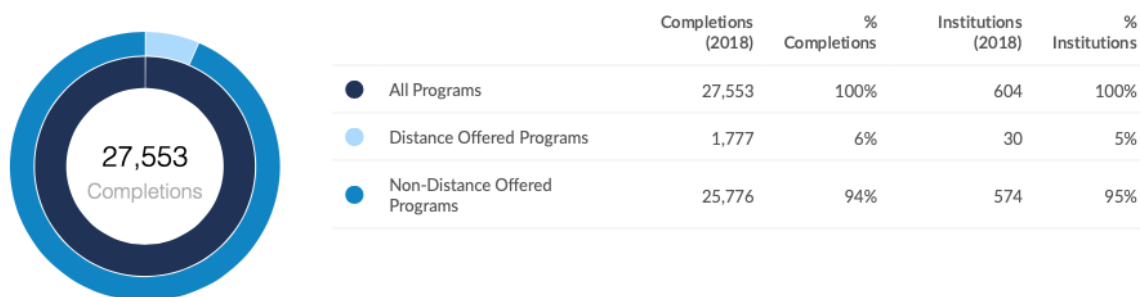 27,553
Completions
Completions
(2018)
%
Completions
Institutions
(2018)
%
Institutions
All Programs 27,553 100% 604 100%
Distance Offered Programs 1,777 6% 30 5%
Non-Distance Offered
Programs
25,776 94% 574 95%